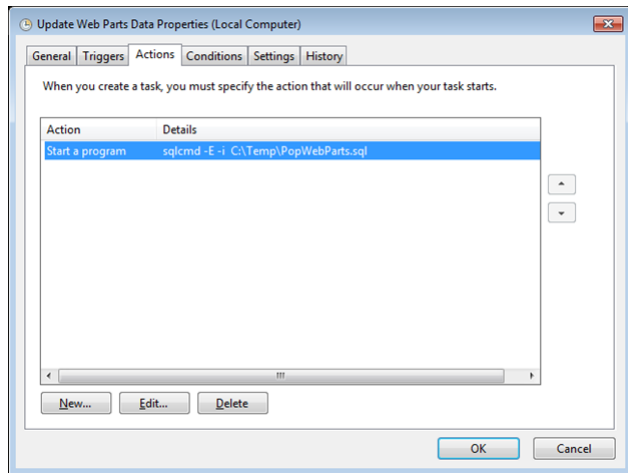 Update Web Parts Data Properties (Local Computer)
General Triggers Actions Conditions Settings History
When you create a task, you must specify the action that will occur when your task starts.
Action Details
Start a program sqlcmd -E -i C:\Temp\PopWebParts.sql
New... Edit... Delete
OK Cancel